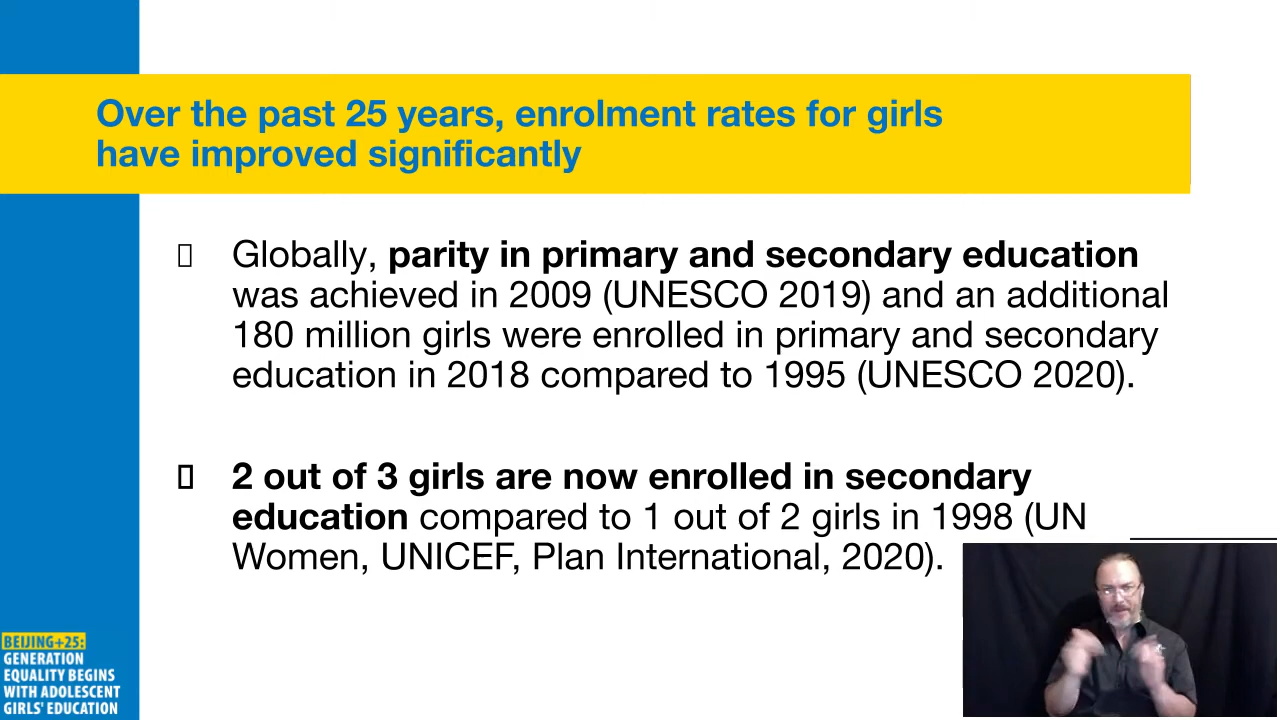 Over the past 25 years, enrolment rates for girls
have improved significantly
Globally, parity in primary and secondary education
was achieved in 2009 (UNESCO 2019) and an additional
180 million girls were enrolled in primary and secondary
education in 2018 compared to 1995 (UNESCO 2020).
2 out of 3 girls are now enrolled in secondary
education compared to 1 out of 2 girls in 1998 (UN
Women, UNICEF, Plan International, 2020).
BEIJING+25:
GENERATION
EQUALITY BEGINS
WITH ADOLESCENT
GIRLS' EDUCATION